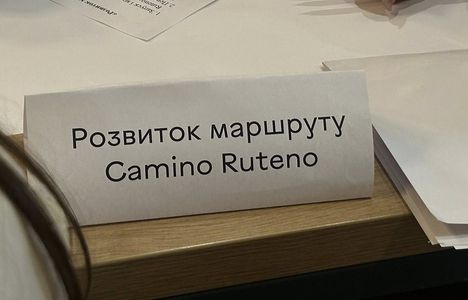 Розвиток маршруту
Camino Ruteno